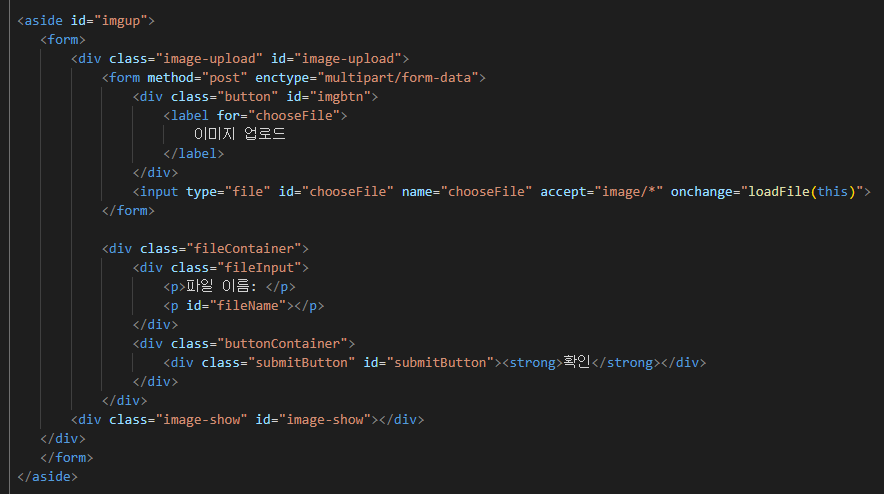 <aside id="imgup">
<form>
<div class="image-upload" id="image-upload">
<form method="post" enctype="multipart/form-data">
<div class="button" id="imgbtn">
<label for="chooseFile">
이미지 업로드
</label>
</div>
<input type="file" id="chooseFile" name="chooseFile" accept="image/*" onchange="loadFile(this)">
</form>
<div class="fileContainer">
<div class="fileInput">
<p>파일 이름: </p>
<p id="fileName"></p>
</div>
<div class="buttonContainer">
<div class="submitButton" id="submitButton"><strong>확인</strong></div>
</div>
</div>
<div class="image-show" id="image-show"></div>
</div>
</form>
</aside>